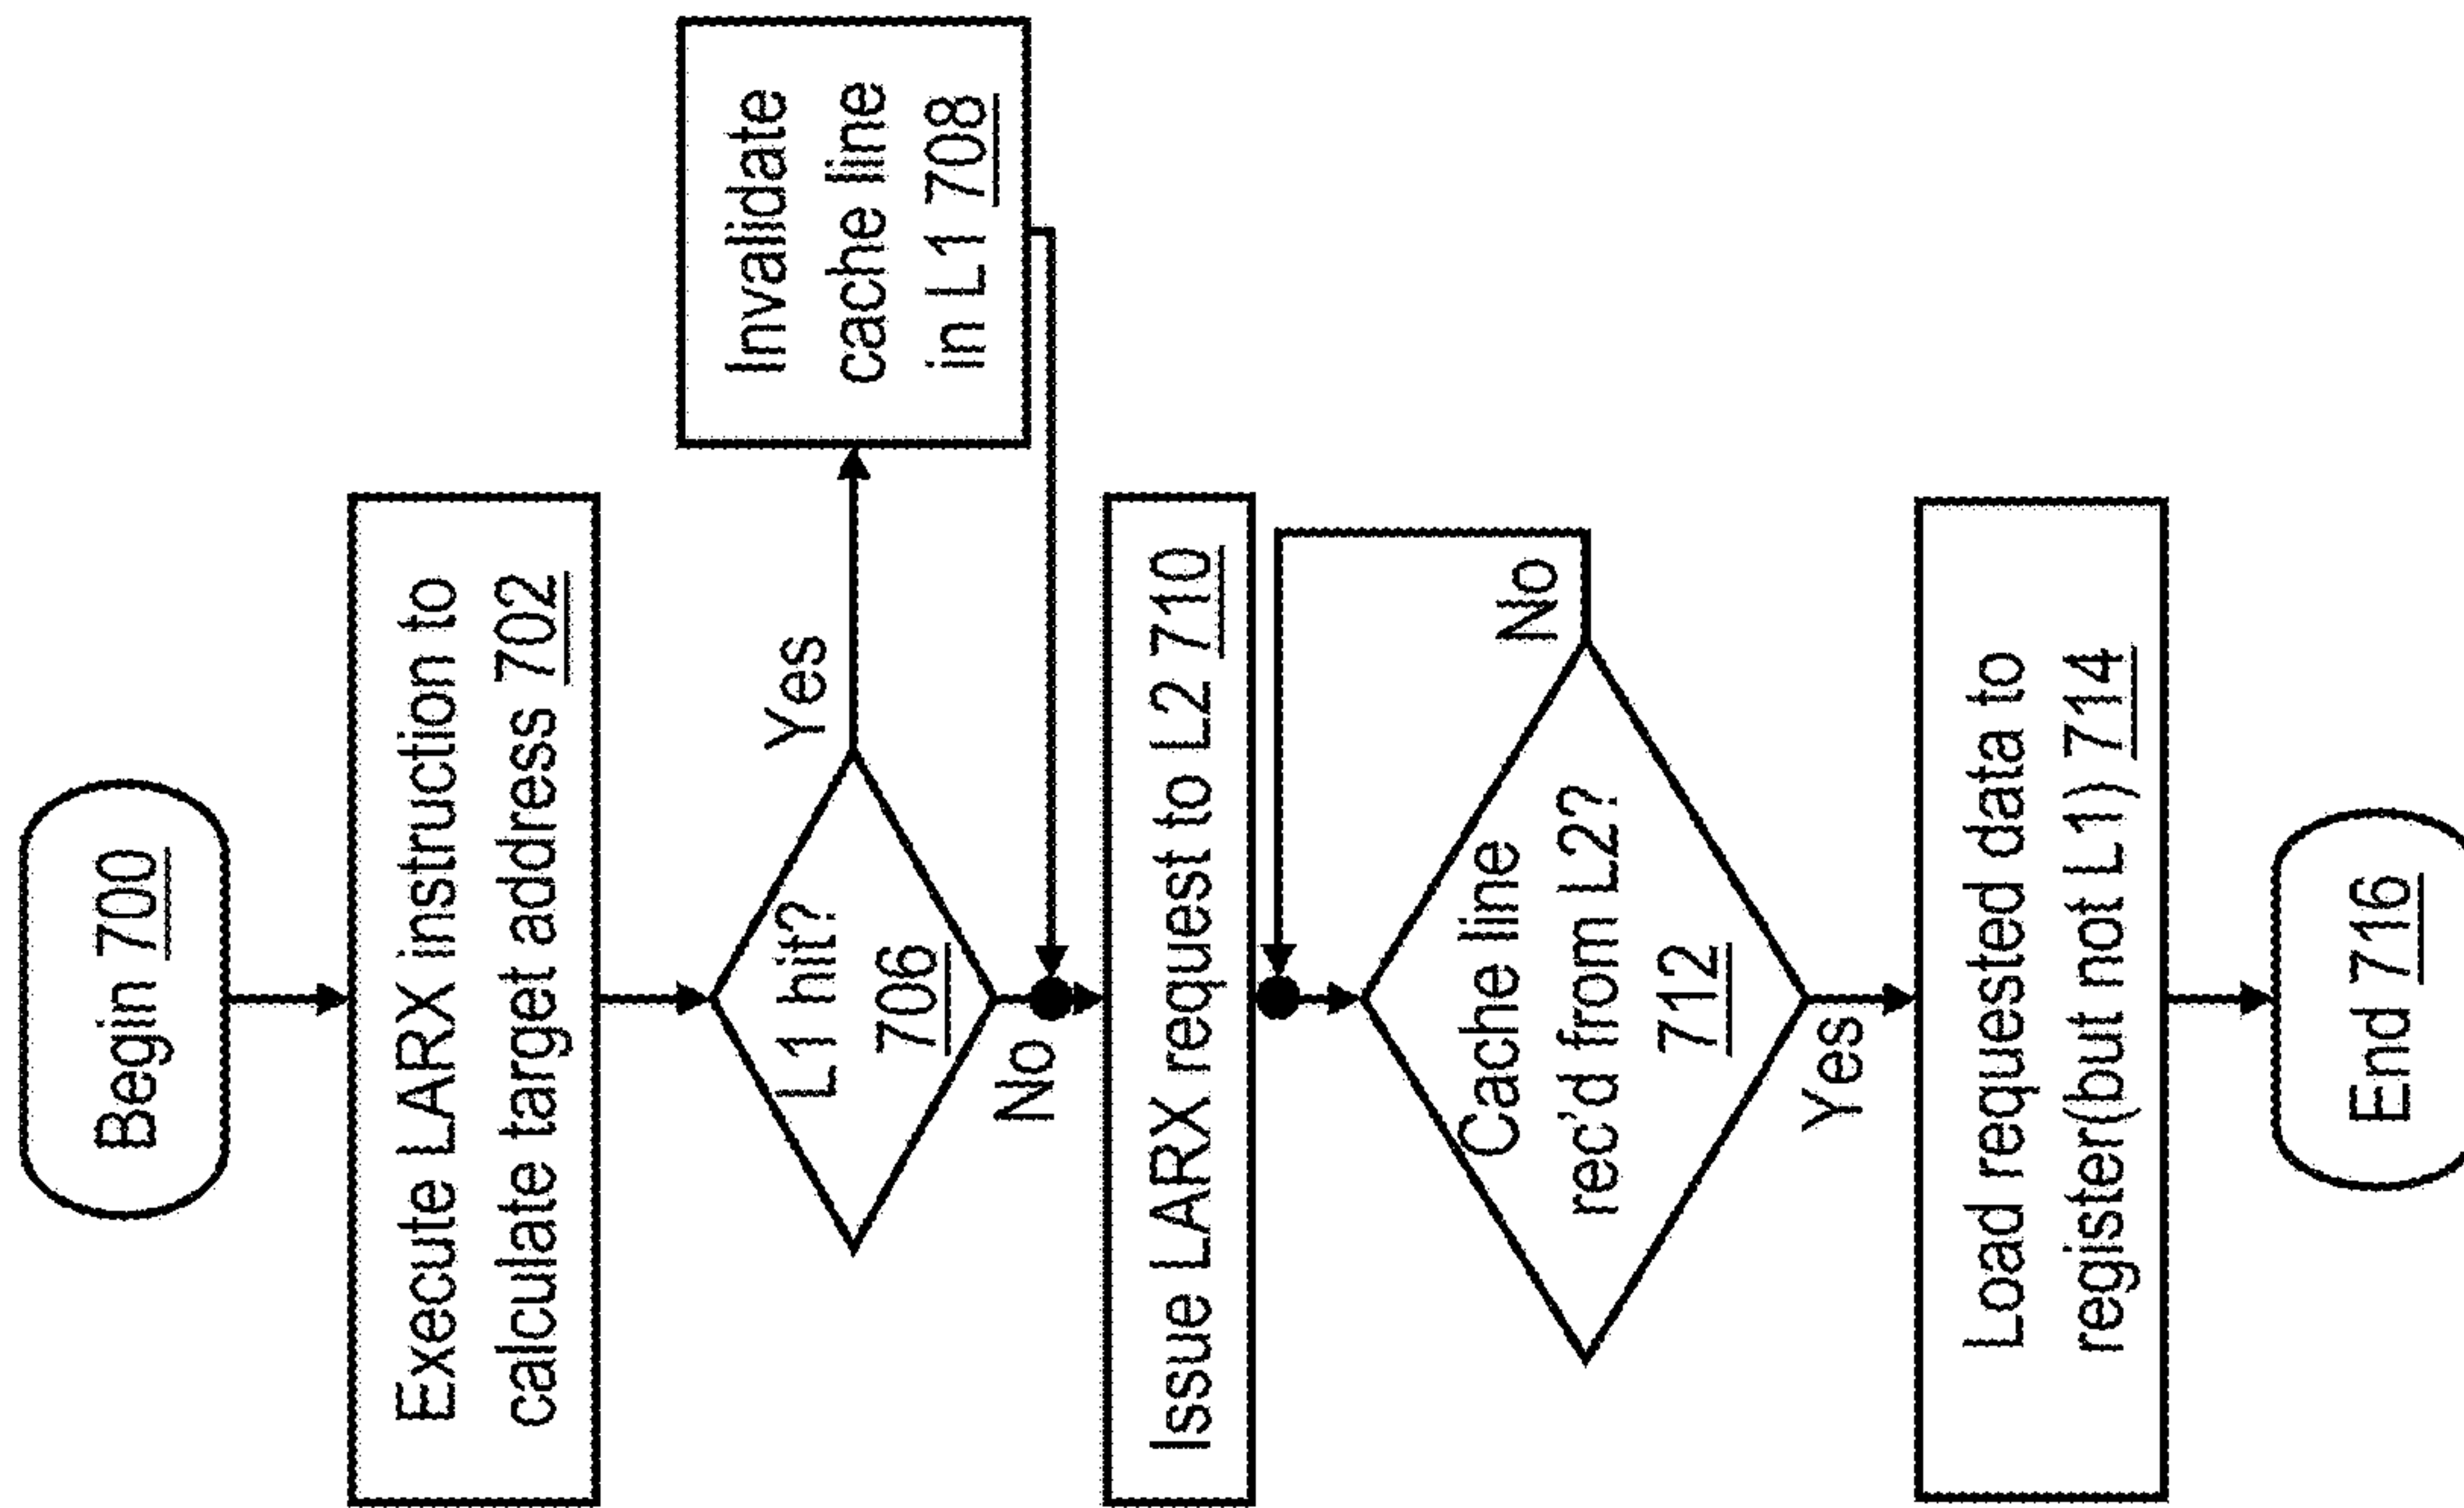 Begin 700
Execute LARX instruction to
calculate target address 702
L1 hit?
706
Yes
Invalidate
cache line
in L1 708
No
Issue LARX request to L2 710
Cache line
rec'd from L2?
712
No
Yes
Load requested data to
register(but not L1) 714
End 716